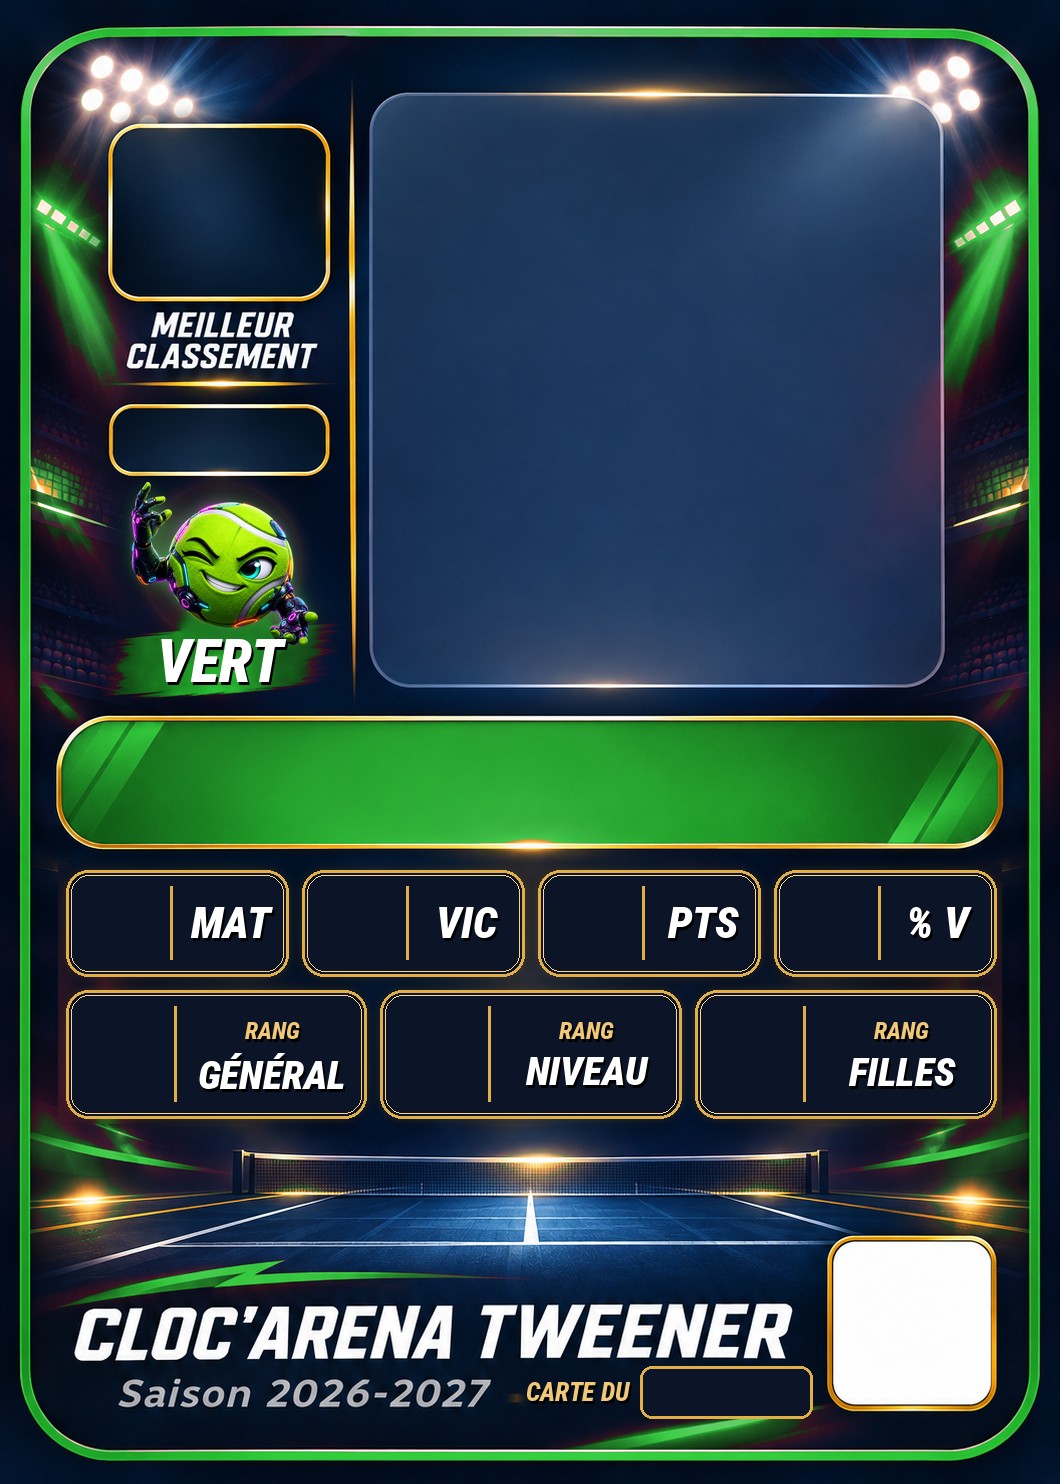 MEILLEUR
CLASSEMENT
VERT
MAT
VIC
PTS
% V
RANG
GÉNÉRAL
RANG
NIVEAU
RANG
FILLES
CLOC'ARENA TWEENER
Saison 2026-2027
CARTE DU